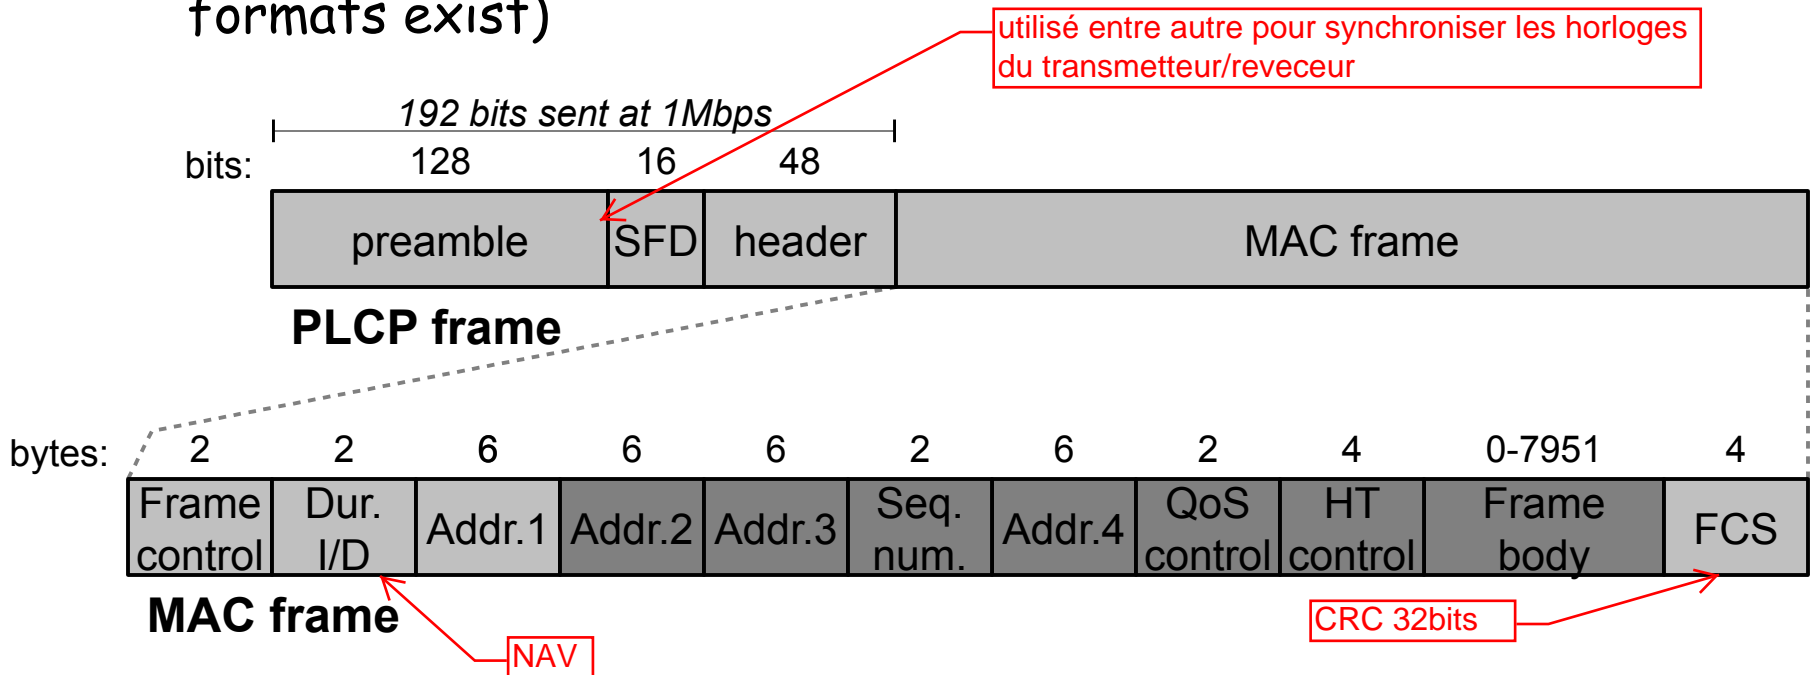 formats exist)
utilisé entre autre pour synchroniser les horloges
du transmetteur/reveceur
192 bits sent at 1Mbps
bits: 128 16 48
preamble SFD header MAC frame
PLCP frame
bytes: 2 2 6 6 6 2 6 2 4 0-7951 4
Frame control Dur. I/D Addr.1 Addr.2 Addr.3 Seq. num. Addr.4 QoS control HT control Frame body FCS
MAC frame
CRC 32bits
NAV